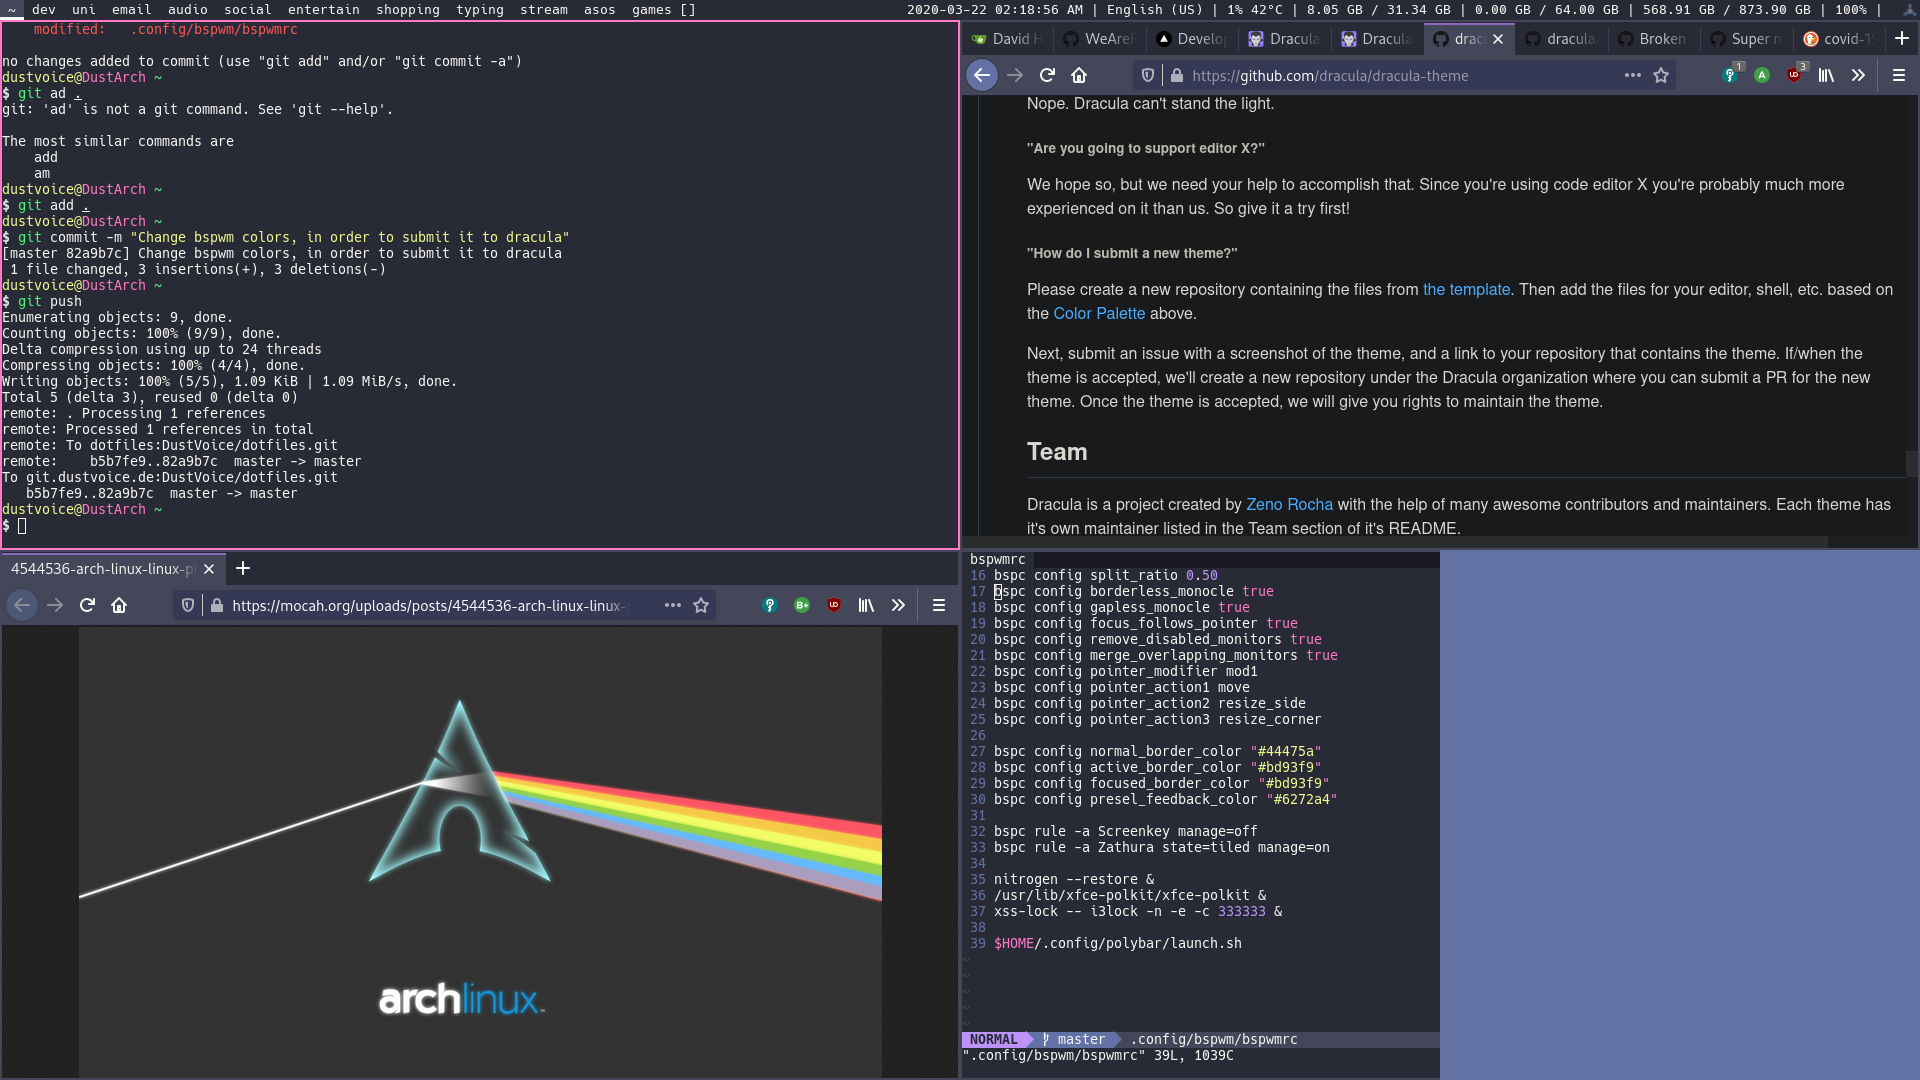 ~ dev uni email audio social entertain shopping typing stream asos games []
2020-03-22 02:18:56 AM | English (US) | 1% 42°C | 8.05 GB / 31.34 GB | 0.00 GB / 64.00 GB | 568.91 GB / 873.90 GB | 100% |
modified:   .config/bspwm/bspwmrc
no changes added to commit (use "git add" and/or "git commit -a")
dustvoice@DustArch ~
$ git ad .
git: 'ad' is not a git command. See 'git --help'.
The most similar commands are
add
am
dustvoice@DustArch ~
$ git add .
dustvoice@DustArch ~
$ git commit -m "Change bspwm colors, in order to submit it to dracula"
[master 82a9b7c] Change bspwm colors, in order to submit it to dracula
1 file changed, 3 insertions(+), 3 deletions(-)
dustvoice@DustArch ~
$ git push
Enumerating objects: 9, done.
Counting objects: 100% (9/9), done.
Delta compression using up to 24 threads
Compressing objects: 100% (4/4), done.
Writing objects: 100% (5/5), 1.09 KiB | 1.09 MiB/s, done.
Total 5 (delta 3), reused 0 (delta 0)
remote: . Processing 1 references
remote: Processed 1 references in total
remote: To dotfiles:DustVoice/dotfiles.git
remote:    b5b7fe9..82a9b7c  master -> master
To git.dustvoice.de:DustVoice/dotfiles.git
b5b7fe9..82a9b7c  master -> master
dustvoice@DustArch ~
$
David H WeAreF Develo Dracula Dracula drac dracula Broken Super covid-1
https://github.com/dracula/dracula-theme
1 A 3
Nope. Dracula can't stand the light.
"Are you going to support editor X?"
We hope so, but we need your help to accomplish that. Since you're using code editor X you're probably much more
experienced on it than us. So give it a try first!
"How do I submit a new theme?"
Please create a new repository containing the files from the template. Then add the files for your editor, shell, etc. based on
the Color Palette above.
Next, submit an issue with a screenshot of the theme, and a link to your repository that contains the theme. If/when the
theme is accepted, we'll create a new repository under the Dracula organization where you can submit a PR for the new
theme. Once the theme is accepted, we will give you rights to maintain the theme.
Team
Dracula is a project created by Zeno Rocha with the help of many awesome contributors and maintainers. Each theme has
it's own maintainer listed in the Team section of it's README.
4544536-arch-linux-linux-p
https://mocah.org/uploads/posts/4544536-arch-linux-linux-
B+
archlinux
bspwmrc
16 bspc config split_ratio 0.50
17 bspc config borderless_monocle true
18 bspc config gapless_monocle true
19 bspc config focus_follows_pointer true
20 bspc config remove_disabled_monitors true
21 bspc config merge_overlapping_monitors true
22 bspc config pointer_modifier mod1
23 bspc config pointer_action1 move
24 bspc config pointer_action2 resize_side
25 bspc config pointer_action3 resize_corner
26
27 bspc config normal_border_color "#44475a"
28 bspc config active_border_color "#bd93f9"
29 bspc config focused_border_color "#bd93f9"
30 bspc config presel_feedback_color "#6272a4"
31
32 bspc rule -a Screenkey manage=off
33 bspc rule -a Zathura state=tiled manage=on
34
35 nitrogen --restore &
36 /usr/lib/xfce-polkit/xfce-polkit &
37 xss-lock -- i3lock -n -e -c 333333 &
38
39 $HOME/.config/polybar/launch.sh
~
~
~
~
~
NORMAL master .config/bspwm/bspwmrc
".config/bspwm/bspwmrc" 39L, 1039C